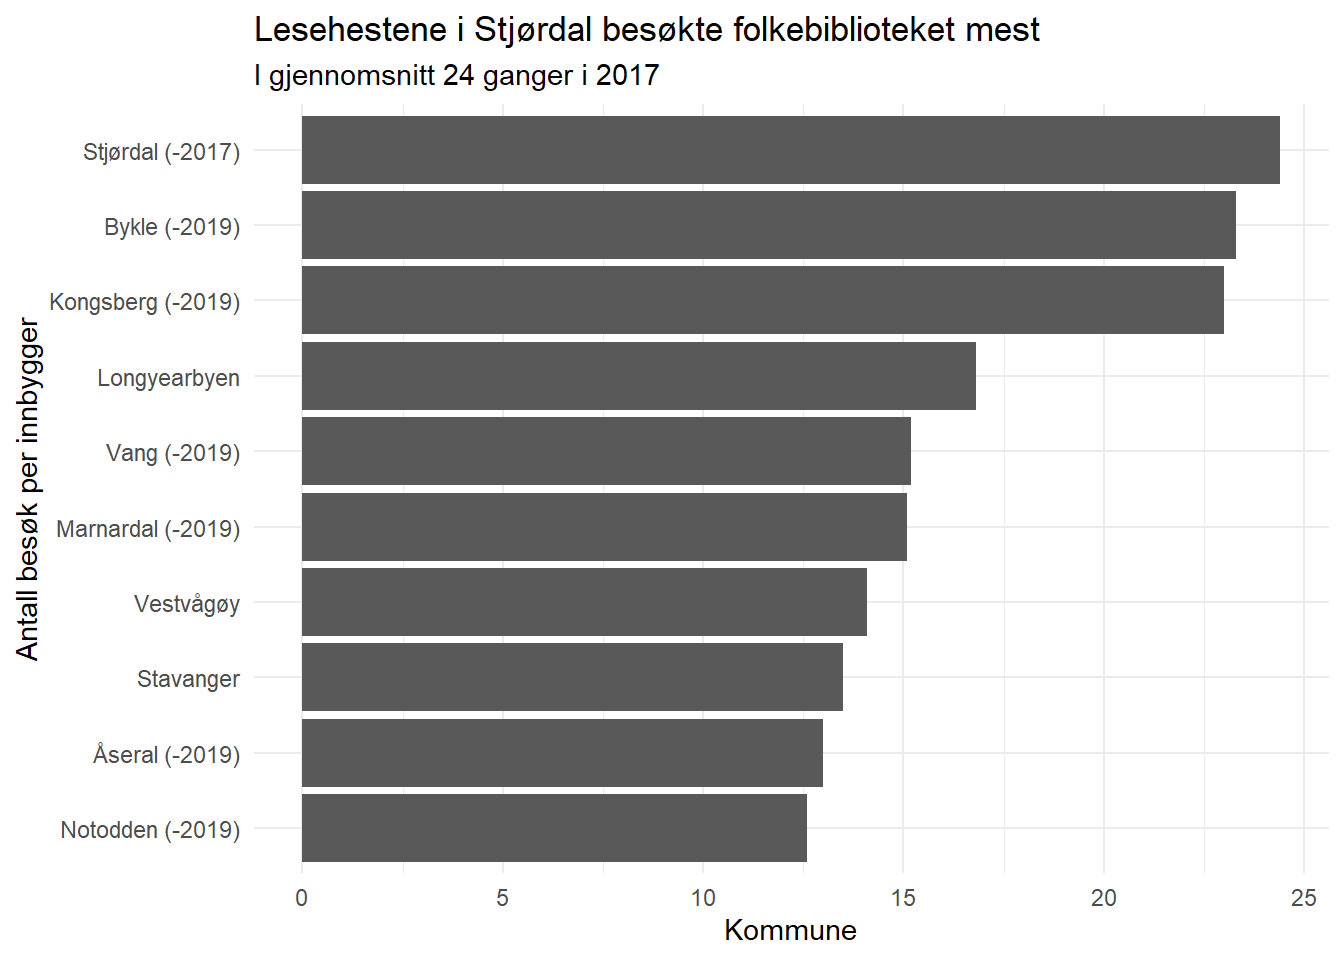 Lesehestene i Stjørdal besøkte folkebiblioteket mest
I gjennomsnitt 24 ganger i 2017
Antall besøk per innbygger
Stjørdal (-2017)
Bykle (-2019)
Kongsberg (-2019)
Longyearbyen
Vang (-2019)
Marnardal (-2019)
Vestvågøy
Stavanger
Åseral (-2019)
Notodden (-2019)
0 5 10 15 20 25
Kommune